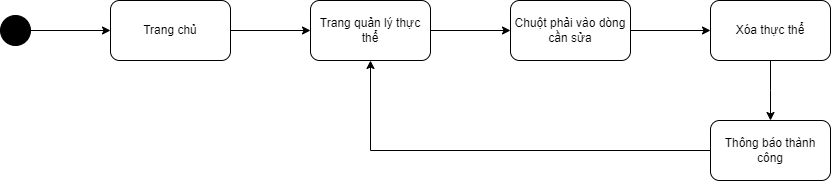 Trang chủ
Trang quản lý thực
thể
Chuột phải vào dòng
cần sửa
Xóa thực thể
Thông báo thành
công